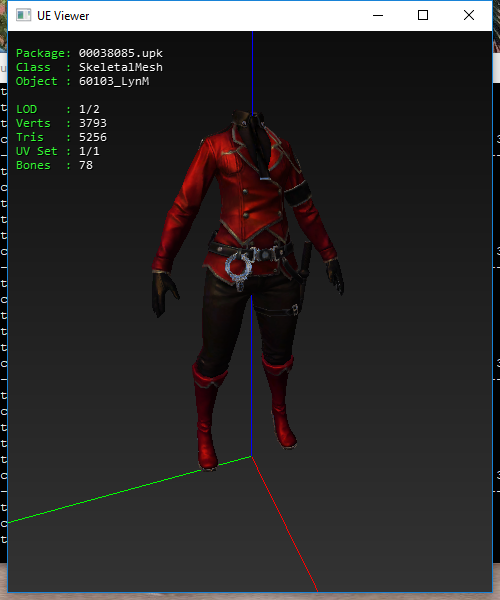 UE Viewer
Package: 00038085.upk
Class : SkeletalMesh
Object : 60103_LynM
LOD : 1/2
Verts : 3793
Tris : 5256
UV Set : 1/1
Bones : 78